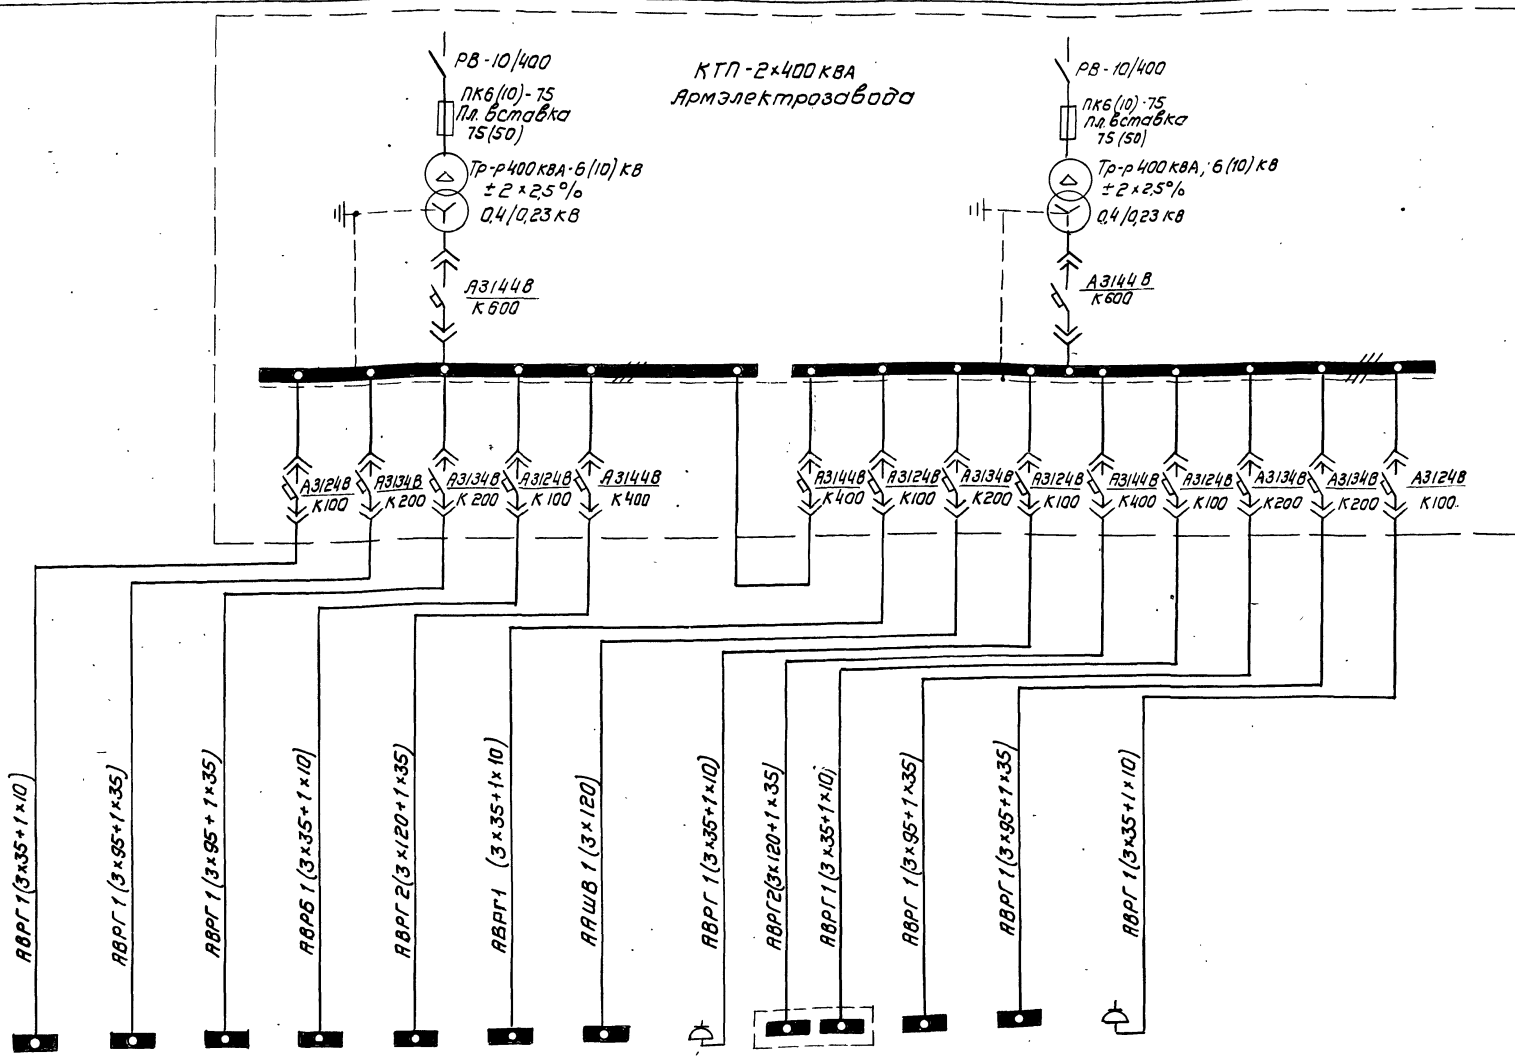 РВ-10/400
ПК6(10)-75
Пл. вставка
75(50)
Тр-р 400 кВА-6(10) кВ
± 2 × 2,5%
0,4/0,23 кВ
А3144В
К600
КТП-2×400 кВА
Армэлектрозавода
РВ-10/400
ПК6(10)-75
Пл. вставка
75(50)
Тр-р 400 кВА, 6(10) кВ
± 2 × 2,5%
0,4/0,23 кВ
А3144В
К600
А3124В
К100
А3134В
К200
А3134В
К200
А3124В
К100
А3144В
К400
А3144В
К400
А3124В
К100
А3134В
К200
А3124В
К100
А3144В
К400
А3124В
К100
А3134В
К200
А3134В
К200
А3124В
К100
АВРГ 1(3×35+1×10)
АВРГ 1(3×95+1×35)
АВРГ 1(3×95+1×35)
АВРБ 1(3×35+1×10)
АВРГ 2(3×120+1×35)
АВРГ1 (3×35+1×10)
ААШВ 1(3×120)
АВРГ 1(3×35+1×10)
АВРГ2(3×120+1×35)
АВРГ1(3×35+1×10)
АВРГ 1(3×95+1×35)
АВРГ1(3×95+1×35)
АВРГ 1(3×35+1×10)